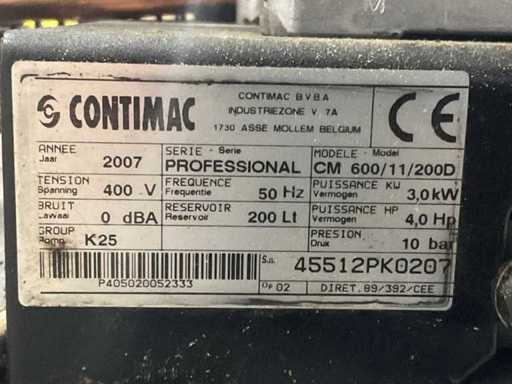 CONTIMAC
CONTIMAC B.V.B.A
INDUSTRIEZONE V 7A
1730 ASSE MOLLEM BELGIUM
CE
ANNEE
Jaar
2007
SERIE - Serie
PROFESSIONAL
MODELE - Model
CM 600/11/200D
TENSION
Spanning
400 V
FREQUENCE
Frequentie
50 Hz
PUISSANCE KW
Vermogen
3,0kW
BRUIT
Lawaai
0 dBA
RESERVOIR
Reservoir
200 Lt
PUISSANCE HP
Vermogen
4,0 Hp
GROUP
Pomp
K25
PRESION
Druk
10 bar
P405020052333
S.n.
45512PK0207
Op 02
DIRET. 89/392/CEE